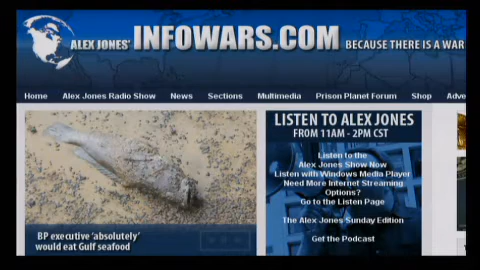 ALEX JONES' INFOWARS.COM BECAUSE THERE IS A WAR
Home Alex Jones Radio Show News Sections Multimedia Prison Planet Forum Shop Adve
LISTEN TO ALEX JONES
FROM 11AM - 2PM CST
Listen to the
Alex Jones Show Now
Listen with Windows Media Player
Need More Internet Streaming
Options?
Go to the Listen Page
The Alex Jones Sunday Edition
Get the Podcast
BP executive 'absolutely'
would eat Gulf seafood